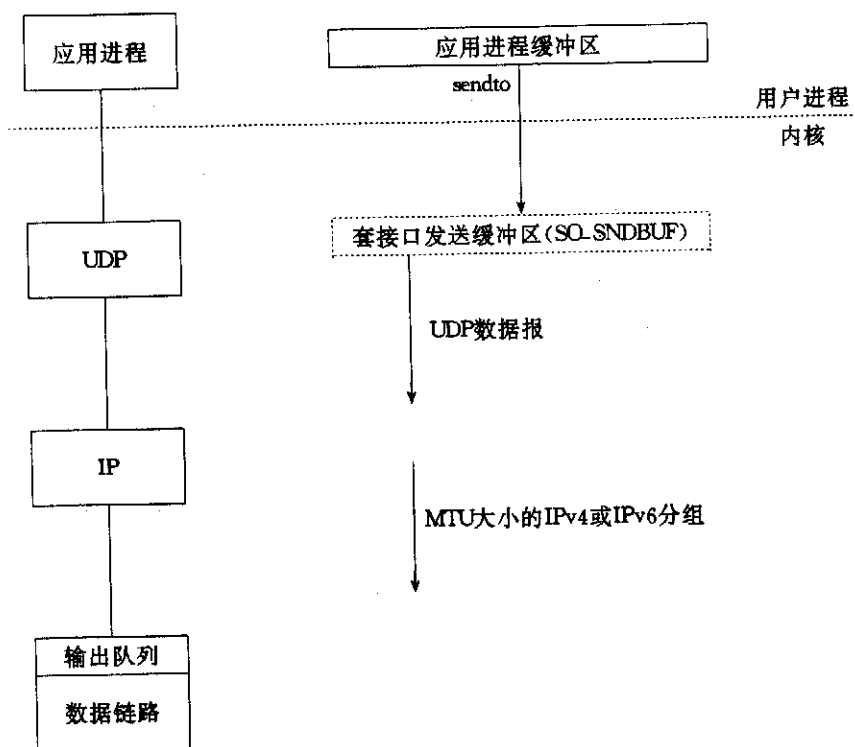 应用进程
应用进程缓冲区
sendto
用户进程
内核
套接口发送缓冲区(SO_SNDBUF)
UDP
UDP数据报
IP
MTU大小的IPv4或IPv6分组
输出队列
数据链路